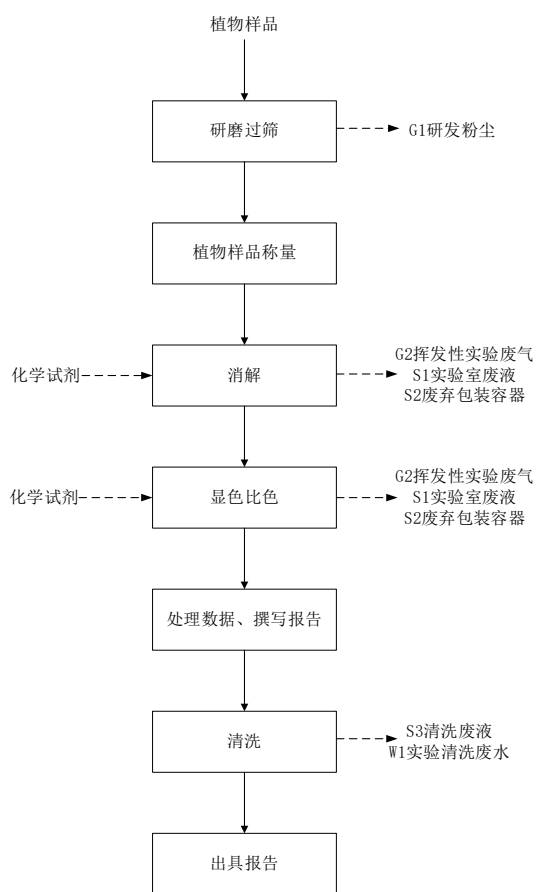 植物样品
研磨过筛
G1研发粉尘
植物样品称量
化学试剂
消解
G2挥发性实验废气
S1实验室废液
S2废弃包装容器
化学试剂
显色比色
G2挥发性实验废气
S1实验室废液
S2废弃包装容器
处理数据、撰写报告
清洗
S3清洗废液
W1实验清洗废水
出具报告